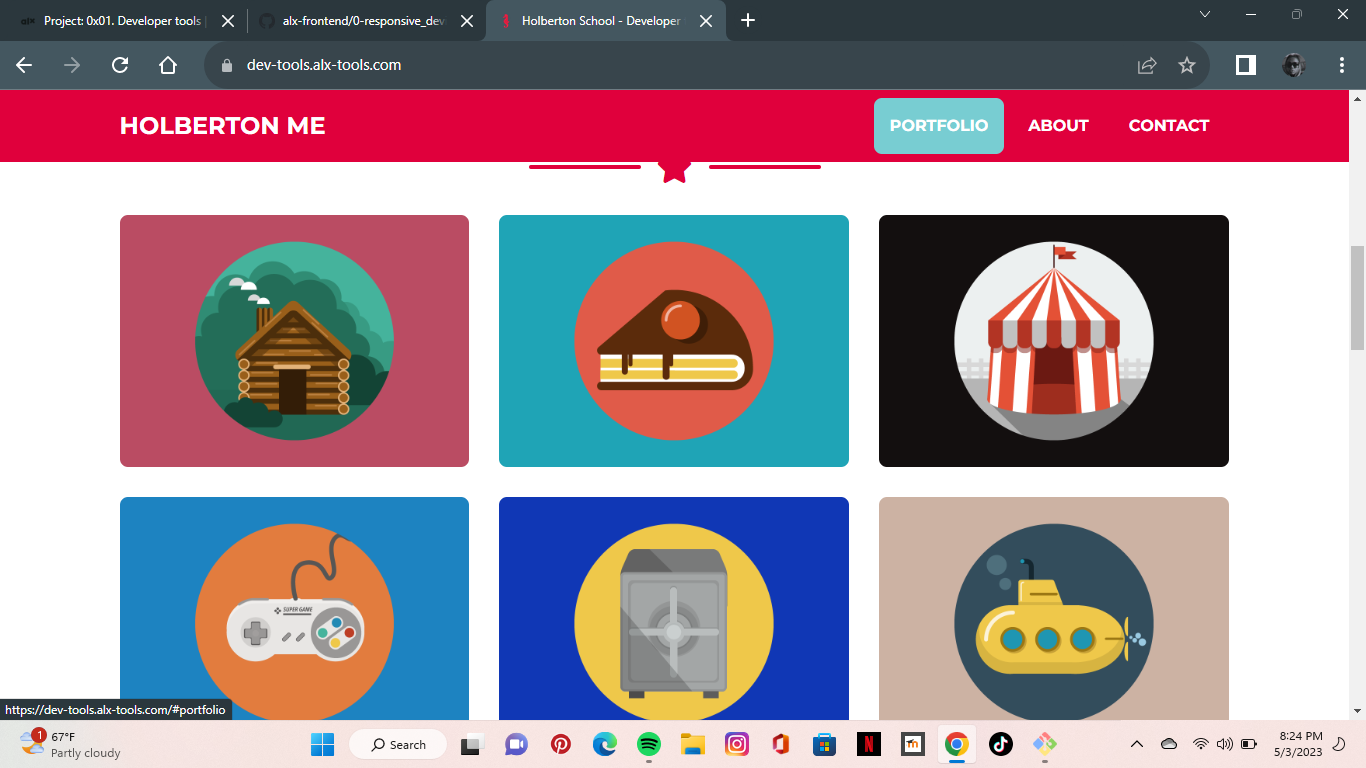 alx Project: 0x01. Developer tools
alx-frontend/0-responsive_dev
Holberton School - Developer
dev-tools.alx-tools.com
HOLBERTON ME
PORTFOLIO
ABOUT
CONTACT
SUPER GAME
https://dev-tools.alx-tools.com/#portfolio
1
67°F
Partly cloudy
Search
N
m
8:24 PM
5/3/2023